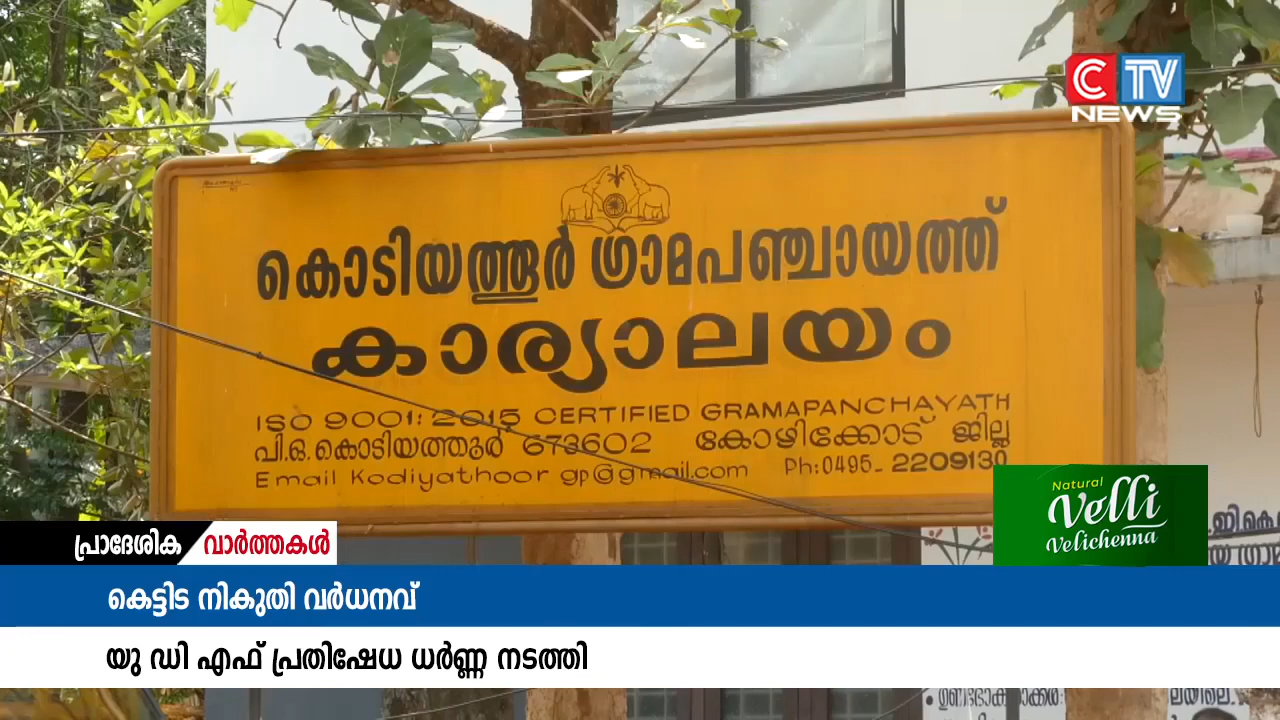 CTV
NEWS
കൊടിയത്തൂർ ഗ്രാമപഞ്ചായത്ത്
കാര്യാലയം
ISO 9001: 2015 CERTIFIED GRAMAPANCHAYATH
പി.ഒ.കൊടിയത്തൂർ 673602 കോഴിക്കോട് ജില്ല
Email Kodiyathoor gp@gmail.com Ph:0495- 2209130
Natural
Velli
Velichenna
പ്രാദേശിക വാർത്തകൾ
കെട്ടിട നികുതി വർധനവ്
യു ഡി എഫ് പ്രതിഷേധ ധർണ്ണ നടത്തി